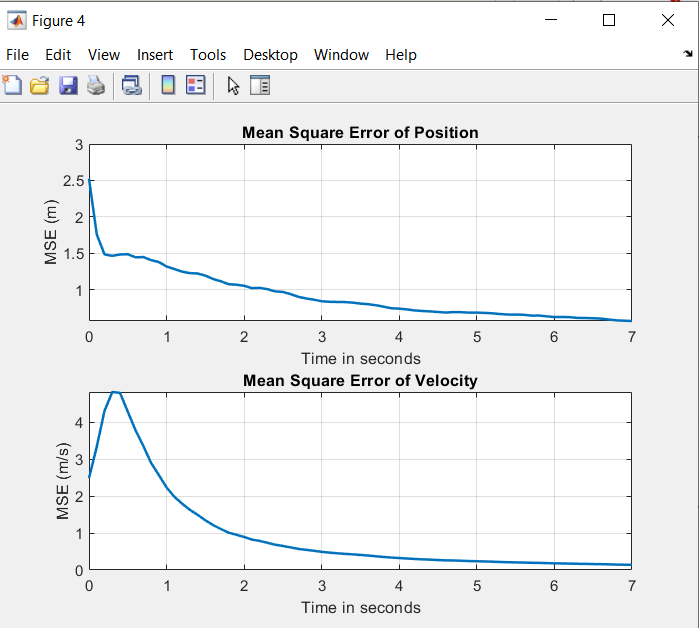 Figure 4
File Edit View Insert Tools Desktop Window Help
Mean Square Error of Position
MSE (m)
3
2.5
2
1.5
1
0 1 2 3 4 5 6 7
Time in seconds
Mean Square Error of Velocity
MSE (m/s)
4
3
2
1
0
0 1 2 3 4 5 6 7
Time in seconds